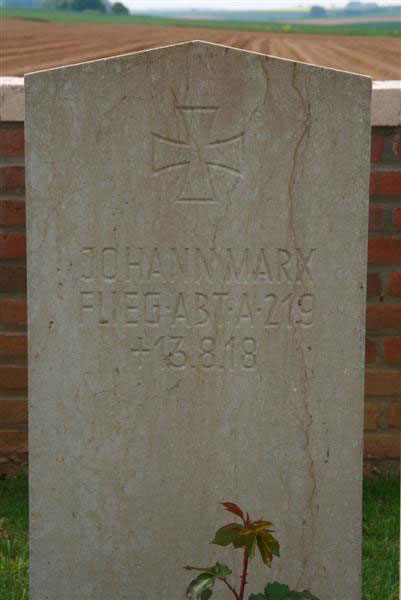 JOHANN MARX
FLIEG·ABT·A·219
+13.8.18